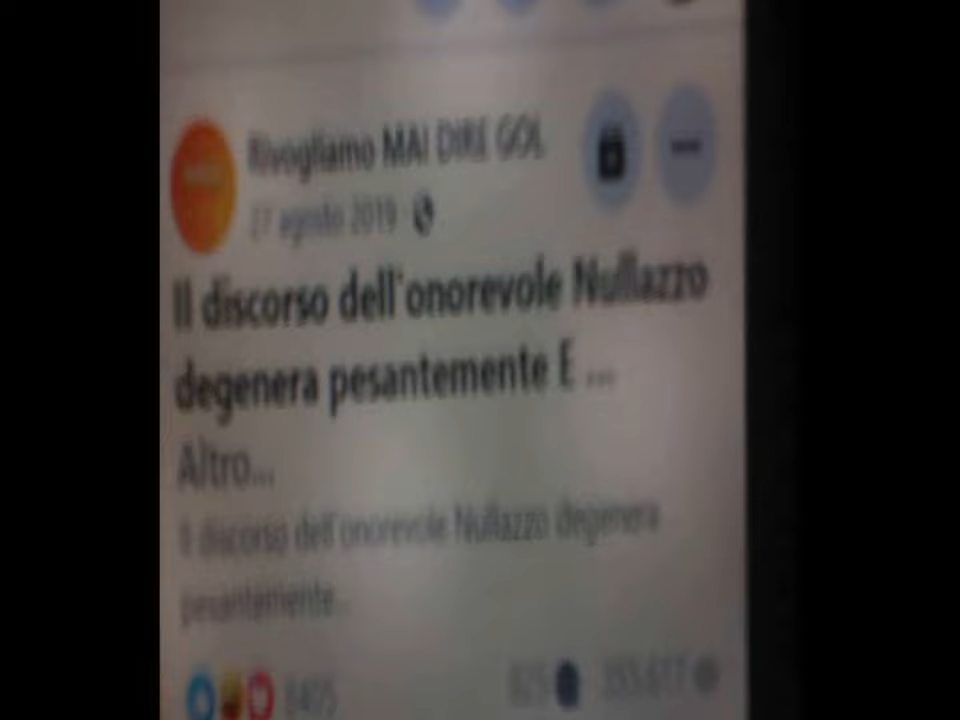 Rivogliamo MAI DIRE GOL
27 agosto 2019
Il discorso dell'onorevole Nullazzo
degenera pesantemente E ...
Altro...
Il discorso dell'onorevole Nullazzo degenera
pesantemente